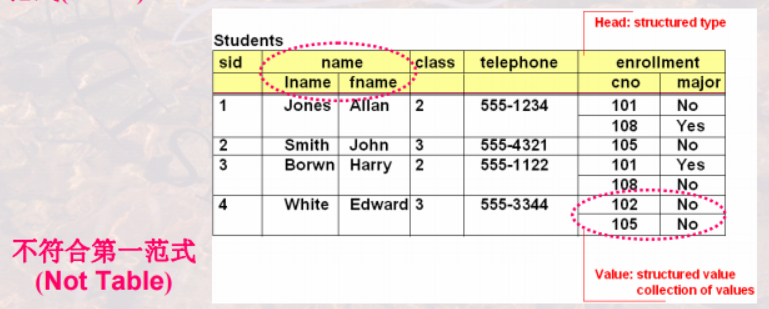 Head: structured type
Students
sid name class telephone enrollment
lname fname cno major
1 Jones Allan 2 555-1234 101 No
108 Yes
2 Smith John 3 555-4321 105 No
3 Borwn Harry 2 555-1122 101 Yes
108 No
4 White Edward 3 555-3344 102 No
105 No
不符合第一范式
(Not Table)
Value: structured value
collection of values